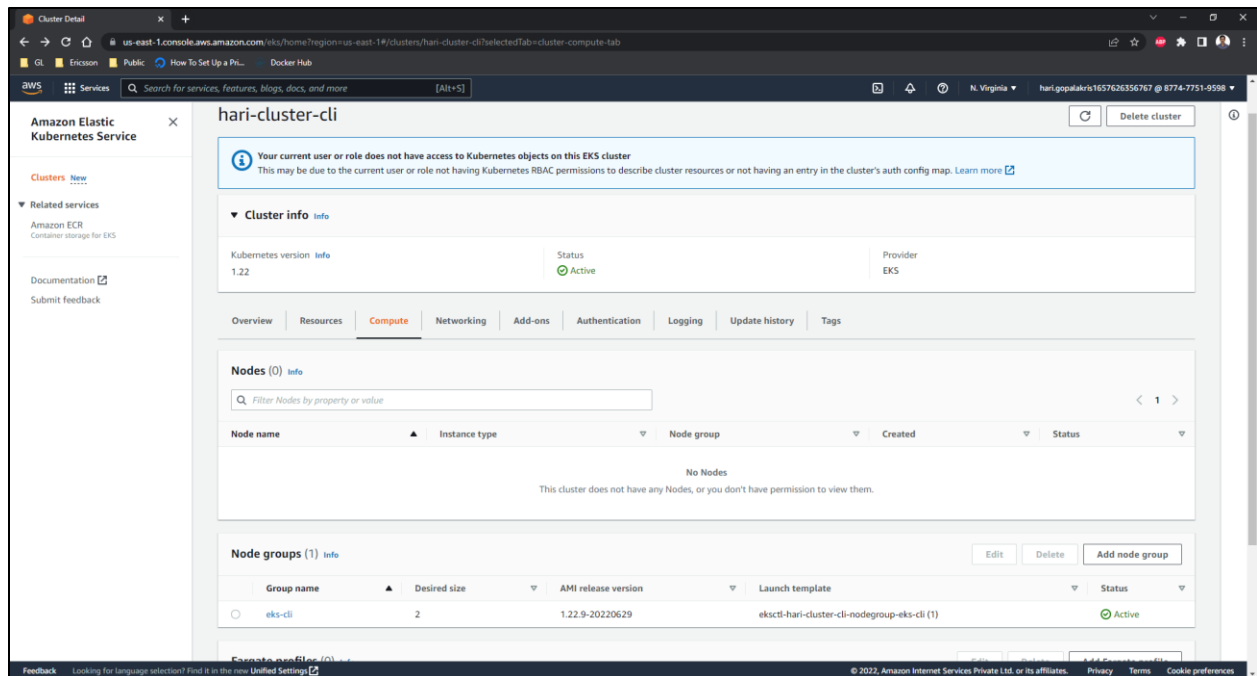 Cluster Detail
us-east-1.console.aws.amazon.com/eks/home?region=us-east-1#/clusters/hari-cluster-cli?selectedTab=cluster-compute-tab
GL Ericsson Public How To Set Up a Pri... Docker Hub
aws Services Search for services, features, blogs, docs, and more [Alt+S] N. Virginia hari.gopalakris1657626356767 @ 8774-7751-9598
Amazon Elastic
Kubernetes Service
Clusters New
Related services
Amazon ECR
Container storage for EKS
Documentation
Submit feedback
hari-cluster-cli
Delete cluster
Your current user or role does not have access to Kubernetes objects on this EKS cluster
This may be due to the current user or role not having Kubernetes RBAC permissions to describe cluster resources or not having an entry in the cluster's auth config map. Learn more
Cluster info Info
Kubernetes version Info
1.22
Status
Active
Provider
EKS
Overview Resources Compute Networking Add-ons Authentication Logging Update history Tags
Nodes (0) Info
Filter Nodes by property or value
1
Node name Instance type Node group Created Status
No Nodes
This cluster does not have any Nodes, or you don't have permission to view them.
Node groups (1) Info
Edit Delete Add node group
Group name Desired size AMI release version Launch template Status
eks-cli 2 1.22.9-20220629 eksctl-hari-cluster-cli-nodegroup-eks-cli (1) Active
Fargate profiles (0)
Edit Delete Add Fargate profile
Feedback Looking for language selection? Find it in the new Unified Settings © 2022, Amazon Internet Services Private Ltd. or its affiliates. Privacy Terms Cookie preferences